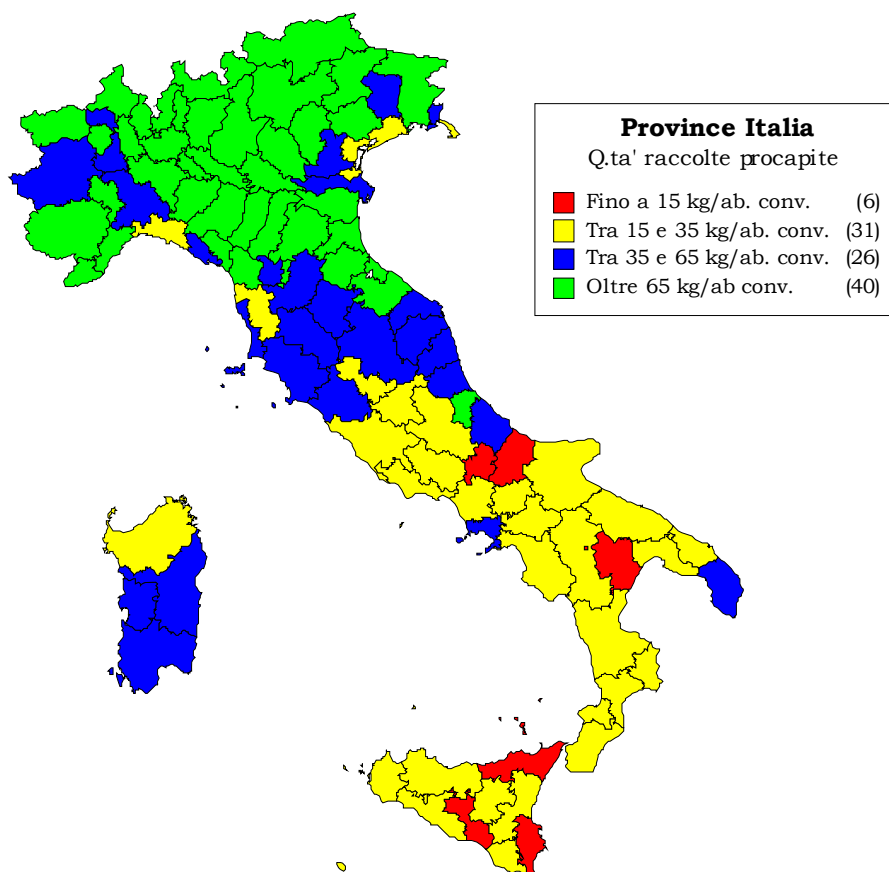 Province Italia
Q.ta' raccolte procapite
Fino a 15 kg/ab. conv. (6)
Tra 15 e 35 kg/ab. conv. (31)
Tra 35 e 65 kg/ab. conv. (26)
Oltre 65 kg/ab conv. (40)